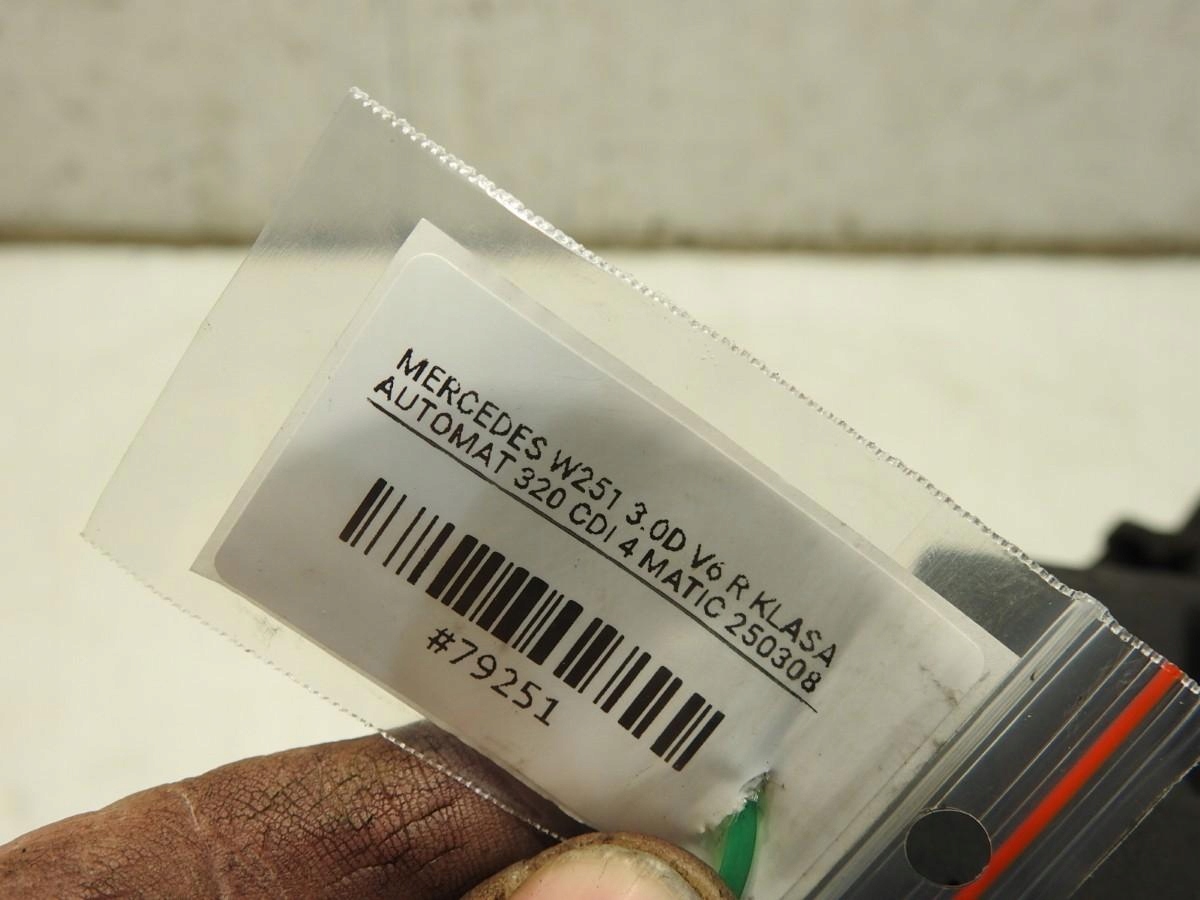 MERCEDES W251 3.0D V6 R KLASA
AUTOMAT 320 CDI 4 MATIC 250308
#79251